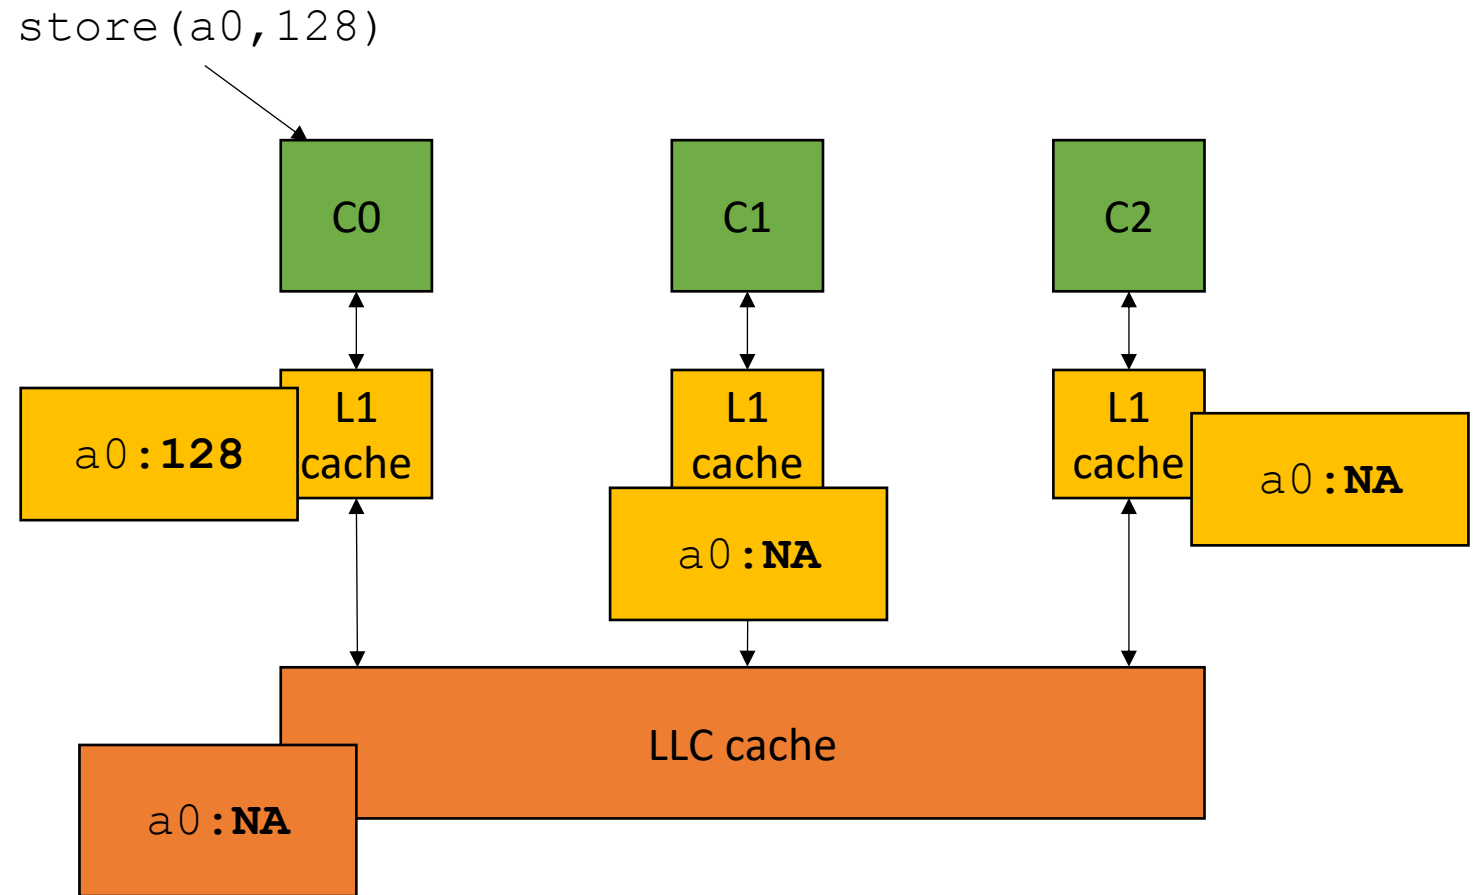 store(a0,128)
C0
C1
C2
L1
cache
L1
cache
L1
cache
a0:128
a0:NA
a0:NA
LLC cache
a0:NA